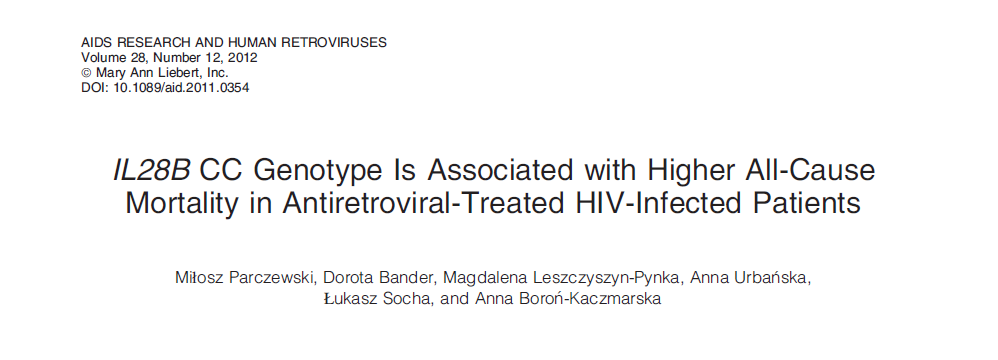 AIDS RESEARCH AND HUMAN RETROVIRUSES
Volume 28, Number 12, 2012
© Mary Ann Liebert, Inc.
DOI: 10.1089/aid.2011.0354
IL28B CC Genotype Is Associated with Higher All-Cause
Mortality in Antiretroviral-Treated HIV-Infected Patients
Miłosz Parczewski, Dorota Bander, Magdalena Leszczyszyn-Pynka, Anna Urbańska,
Łukasz Socha, and Anna Boroń-Kaczmarska